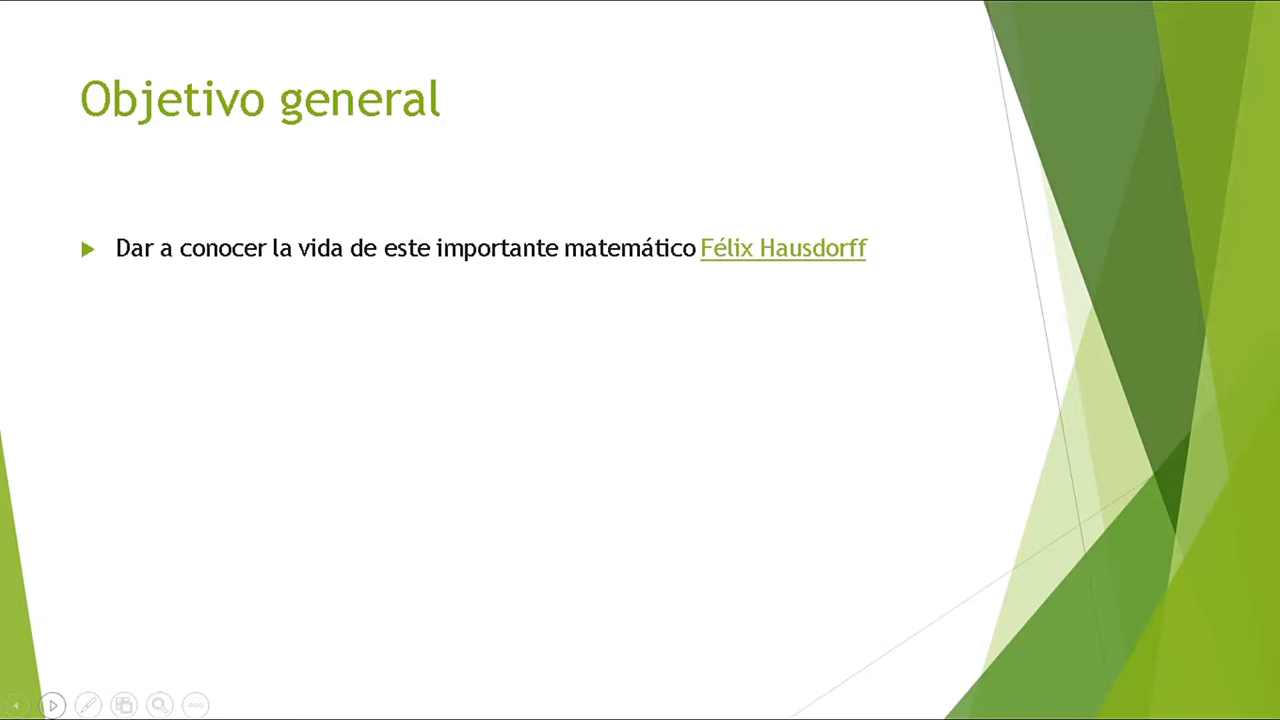 Objetivo general
Dar a conocer la vida de este importante matemático Félix Hausdorff